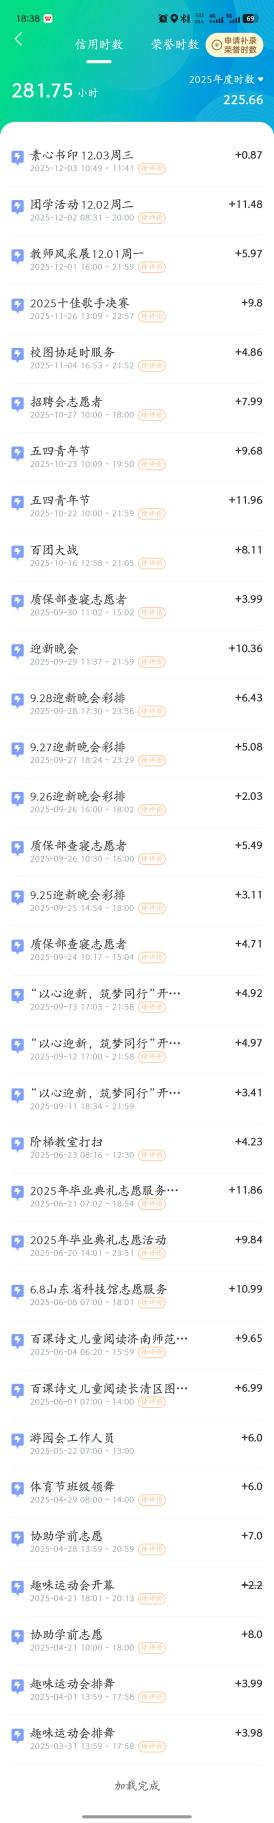 18:38
69
信用时数
荣誉时数
申请补录
荣誉时数
281.75 小时
2025年度时数
225.66
素心书印 12.03周三
+0.87
2025-12-03 10:49 - 11:41 待评价
团学活动 12.02周二
+11.48
2025-12-02 08:31 - 20:00 待评价
教师风采展 12.01周一
+5.97
2025-12-01 16:00 - 21:59 待评价
2025十佳歌手决赛
+9.8
2025-11-26 13:09 - 22:57 待评价
校图协延时服务
+4.86
2025-11-04 16:53 - 21:52 待评价
招聘会志愿者
+7.99
2025-10-27 10:00 - 18:00 待评价
五四青年节
+9.68
2025-10-23 10:09 - 19:50 待评价
五四青年节
+11.96
2025-10-22 10:00 - 21:59 待评价
百团大战
+8.11
2025-10-16 12:58 - 21:05 待评价
质保部查寝志愿者
+3.99
2025-09-30 11:02 - 15:02 待评价
迎新晚会
+10.36
2025-09-29 11:37 - 21:59 待评价
9.28迎新晚会彩排
+6.43
2025-09-28 17:30 - 23:56 待评价
9.27迎新晚会彩排
+5.08
2025-09-27 18:24 - 23:29 待评价
9.26迎新晚会彩排
+2.03
2025-09-26 16:00 - 18:02 待评价
质保部查寝志愿者
+5.49
2025-09-26 10:30 - 16:00 待评价
9.25迎新晚会彩排
+3.11
2025-09-25 14:54 - 18:00 待评价
质保部查寝志愿者
+4.71
2025-09-24 10:17 - 15:04 待评价
“以心迎新，筑梦同行”开…
+4.92
2025-09-13 17:03 - 21:58 待评价
“以心迎新，筑梦同行”开…
+4.97
2025-09-12 17:00 - 21:58 待评价
“以心迎新，筑梦同行”开…
+3.41
2025-09-11 18:34 - 21:59
阶梯教室打扫
+4.23
2025-06-23 08:16 - 12:30 待评价
2025年毕业典礼志愿服务…
+11.86
2025-06-21 07:02 - 18:54 待评价
2025年毕业典礼志愿活动
+9.84
2025-06-20 14:01 - 23:51 待评价
6.8山东省科技馆志愿服务
+10.99
2025-06-08 07:00 - 18:01 待评价
百课诗文儿童阅读济南师范…
+9.65
2025-06-04 06:20 - 15:59 待评价
百课诗文儿童阅读长清区图…
+6.99
2025-06-01 07:00 - 14:00 待评价
游园会工作人员
+6.0
2025-05-22 07:00 - 13:00
体育节班级领舞
+6.0
2025-04-29 08:00 - 14:00 待评价
协助学前志愿
+7.0
2025-04-28 13:59 - 20:59 待评价
趣味运动会开幕
+2.2
2025-04-21 18:01 - 20:13 待评价
协助学前志愿
+8.0
2025-04-21 10:00 - 18:00 待评价
趣味运动会排舞
+3.99
2025-04-01 13:59 - 17:58 待评价
趣味运动会排舞
+3.98
2025-03-31 13:59 - 17:58 待评价
加载完成